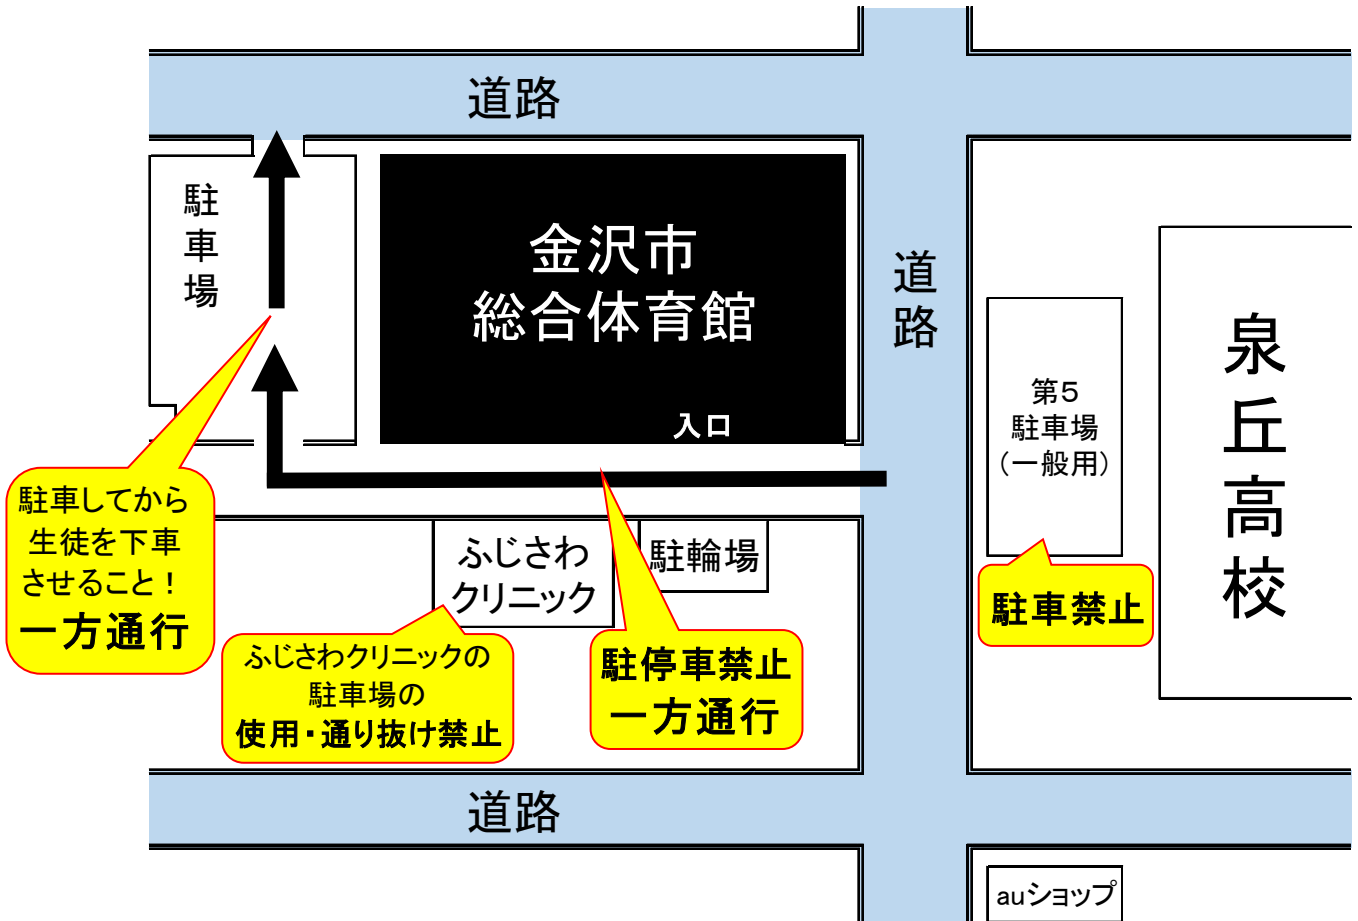 道路
駐
車
場
金沢市
総合体育館
入口
道
路
第5
駐車場
(一般用)
泉
丘
高
校
駐車してから
生徒を下車
させること!
一方通行
ふじさわ
クリニック
駐輪場
駐車禁止
ふじさわクリニックの
駐車場の
使用・通り抜け禁止
駐停車禁止
一方通行
道路
auショップ